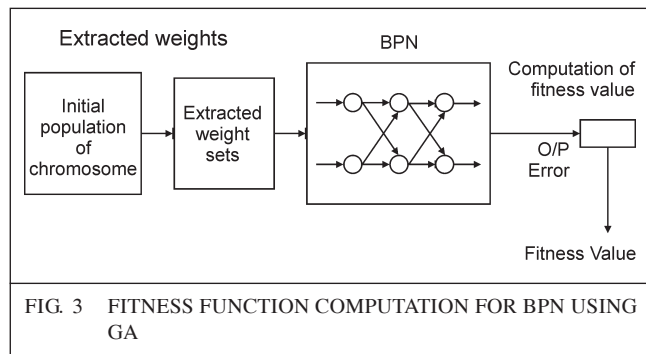 Extracted weights
BPN
Initial
population
of
chromosome
Extracted
weight
sets
Computation of
fitness value
O/P
Error
Fitness Value
FIG. 3 FITNESS FUNCTION COMPUTATION FOR BPN USING
GA